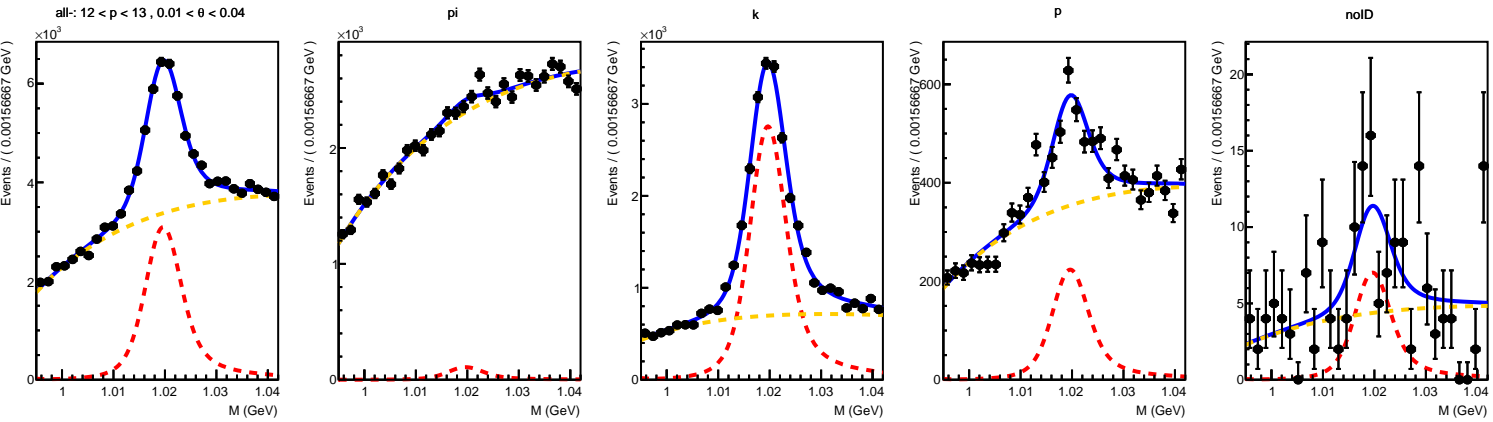 all-: 12 < p < 13 , 0.01 < θ < 0.04
×10³
Events / ( 0.00156667 GeV )
6
4
2
0
1 1.01 1.02 1.03 1.04
M (GeV)
pi
×10³
Events / ( 0.00156667 GeV )
2
1
0
1 1.01 1.02 1.03 1.04
M (GeV)
k
×10³
Events / ( 0.00156667 GeV )
3
2
1
0
1 1.01 1.02 1.03 1.04
M (GeV)
p
Events / ( 0.00156667 GeV )
600
400
200
0
1 1.01 1.02 1.03 1.04
M (GeV)
noID
Events / ( 0.00156667 GeV )
20
15
10
5
0
1 1.01 1.02 1.03 1.04
M (GeV)